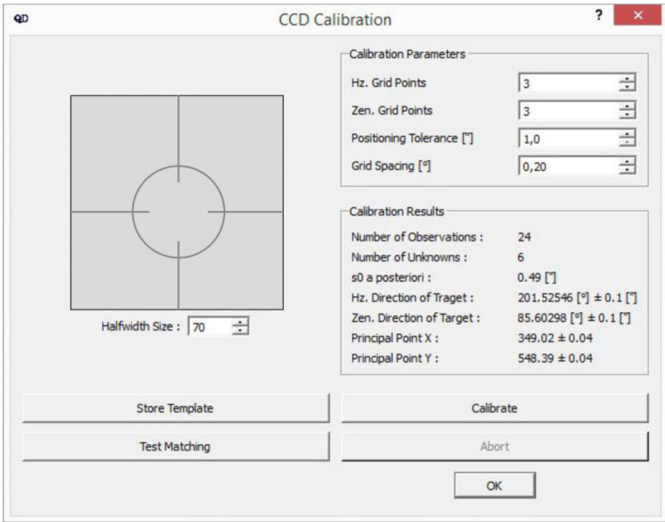 QD CCD Calibration ? ×
Calibration Parameters
Hz. Grid Points 3
Zen. Grid Points 3
Positioning Tolerance ["] 1,0
Grid Spacing [°] 0,20
Halfwidth Size : 70
Calibration Results
Number of Observations : 24
Number of Unknowns : 6
s0 a posteriori : 0.49 ["]
Hz. Direction of Traget : 201.52546 [°] ± 0.1 ["]
Zen. Direction of Target : 85.60298 [°] ± 0.1 ["]
Principal Point X : 349.02 ± 0.04
Principal Point Y : 548.39 ± 0.04
Store Template Calibrate
Test Matching Abort
OK